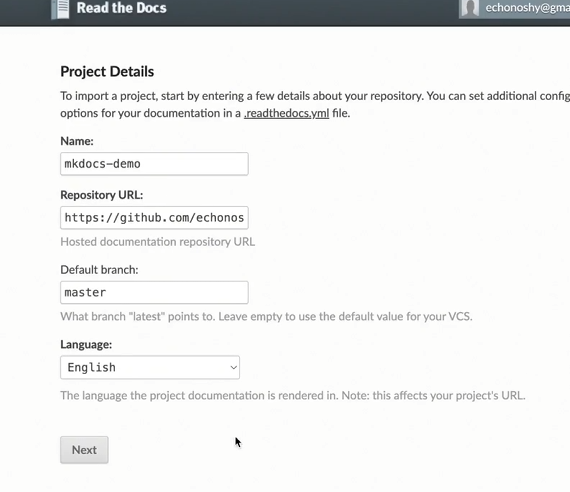 Read the Docs
echonoshy@gma
Project Details
To import a project, start by entering a few details about your repository. You can set additional config
options for your documentation in a .readthedocs.yml file.
Name:
mkdocs-demo
Repository URL:
https://github.com/echonos
Hosted documentation repository URL
Default branch:
master
What branch "latest" points to. Leave empty to use the default value for your VCS.
Language:
English
The language the project documentation is rendered in. Note: this affects your project's URL.
Next